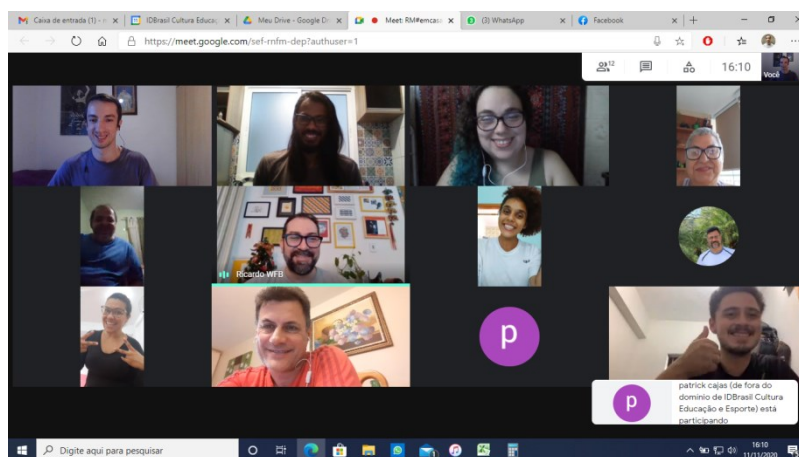 Caixa de entrada (1) - n
IDBrasil Cultura Educaç
Meu Drive - Google Dr
Meet: RM#emcasa
(3) WhatsApp
Facebook
https://meet.google.com/sef-rnfm-dep?authuser=1
12
16:10
Você
Ricardo WFB
p
patrick cajas (de fora do
domínio de IDBrasil Cultura
Educação e Esporte) está
participando
p
Digite aqui para pesquisar
16:10
11/11/2020